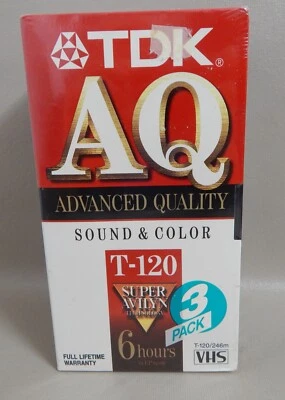 TDK®
AQ
ADVANCED QUALITY
SOUND & COLOR
T-120
SUPER
AVILYN
TECHNOLOGY
3
PACK
6 hours
FULL LIFETIME
WARRANTY
T-120/246m
VHS